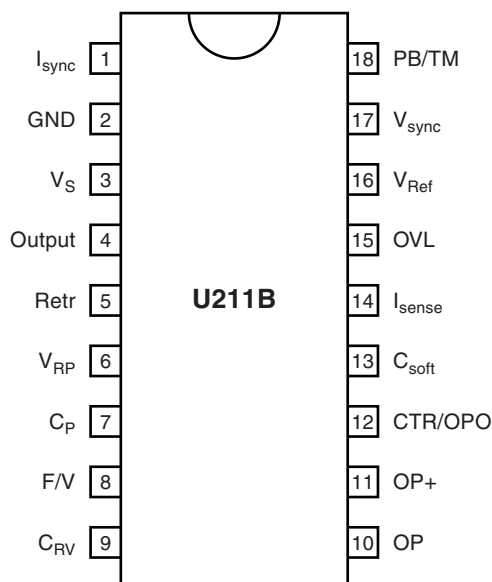 I_sync 1 18 PB/TM
GND 2 17 V_sync
V_S 3 16 V_Ref
Output 4 15 OVL
Retr 5 U211B 14 I_sense
V_RP 6 13 C_soft
C_P 7 12 CTR/OPO
F/V 8 11 OP+
C_RV 9 10 OP